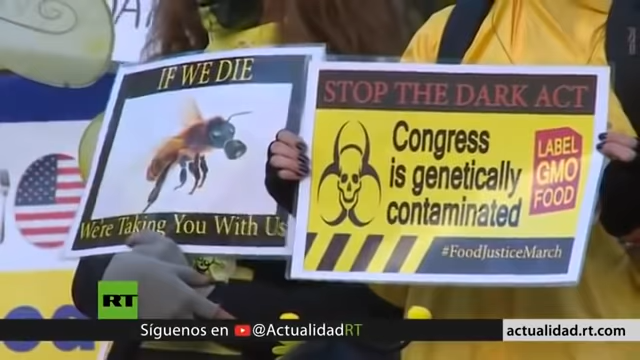 IF WE DIE
We're Taking You With Us
STOP THE DARK ACT
Congress
is genetically
contaminated
LABEL
GMO
FOOD
#FoodJusticeMarch
RT
Síguenos en @ActualidadRT
actualidad.rt.com